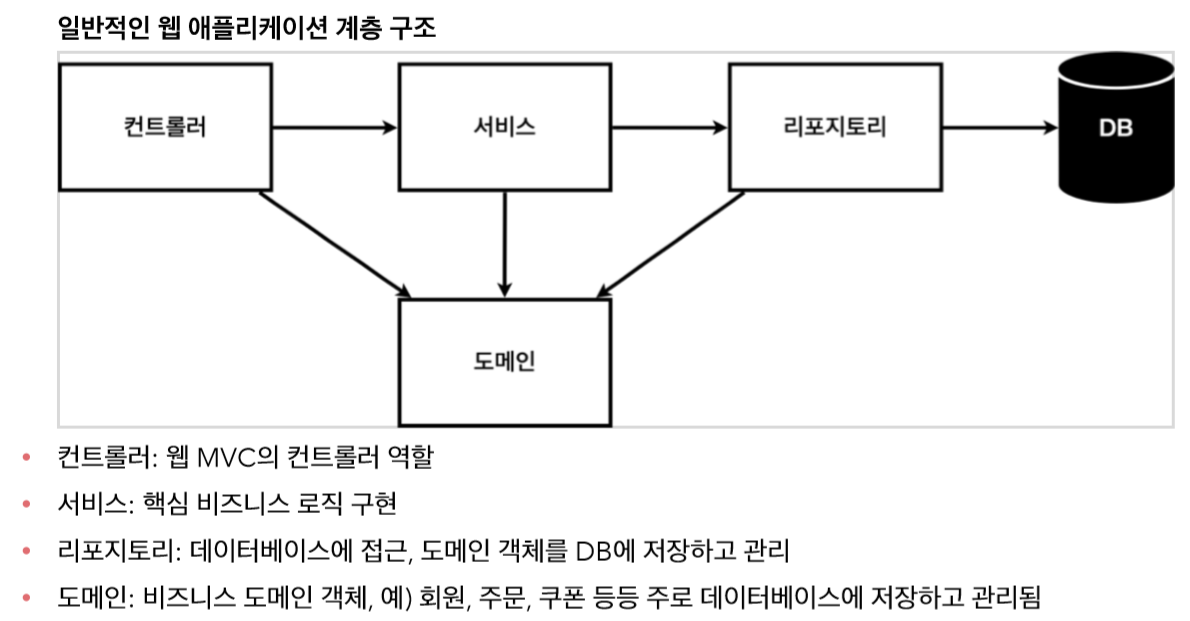 일반적인 웹 애플리케이션 계층 구조
컨트롤러
서비스
리포지토리
DB
도메인
• 컨트롤러: 웹 MVC의 컨트롤러 역할
• 서비스: 핵심 비즈니스 로직 구현
• 리포지토리: 데이터베이스에 접근, 도메인 객체를 DB에 저장하고 관리
• 도메인: 비즈니스 도메인 객체, 예) 회원, 주문, 쿠폰 등등 주로 데이터베이스에 저장하고 관리됨